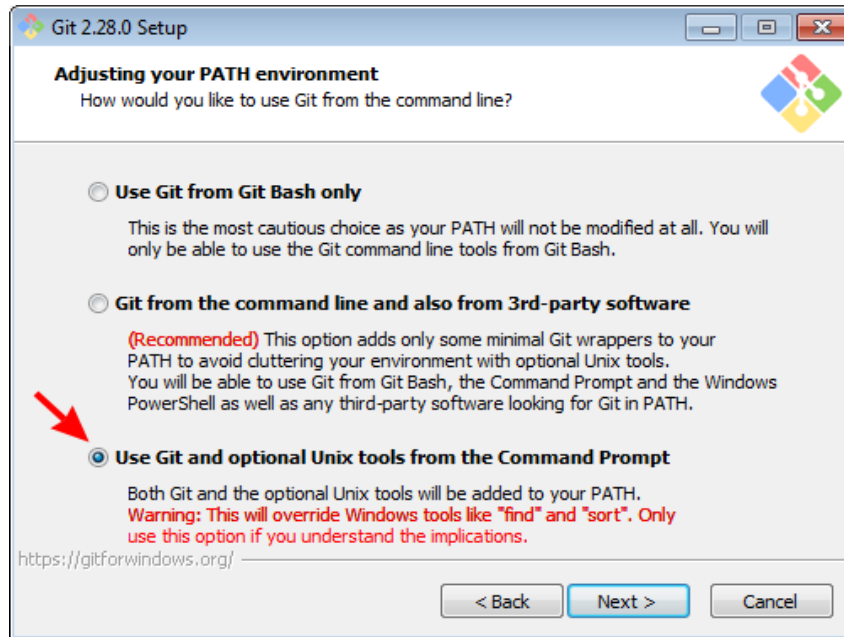 Git 2.28.0 Setup
Adjusting your PATH environment
How would you like to use Git from the command line?
Use Git from Git Bash only
This is the most cautious choice as your PATH will not be modified at all. You will
only be able to use the Git command line tools from Git Bash.
Git from the command line and also from 3rd-party software
(Recommended) This option adds only some minimal Git wrappers to your
PATH to avoid cluttering your environment with optional Unix tools.
You will be able to use Git from Git Bash, the Command Prompt and the Windows
PowerShell as well as any third-party software looking for Git in PATH.
Use Git and optional Unix tools from the Command Prompt
Both Git and the optional Unix tools will be added to your PATH.
Warning: This will override Windows tools like "find" and "sort". Only
use this option if you understand the implications.
https://gitforwindows.org/
< Back
Next >
Cancel